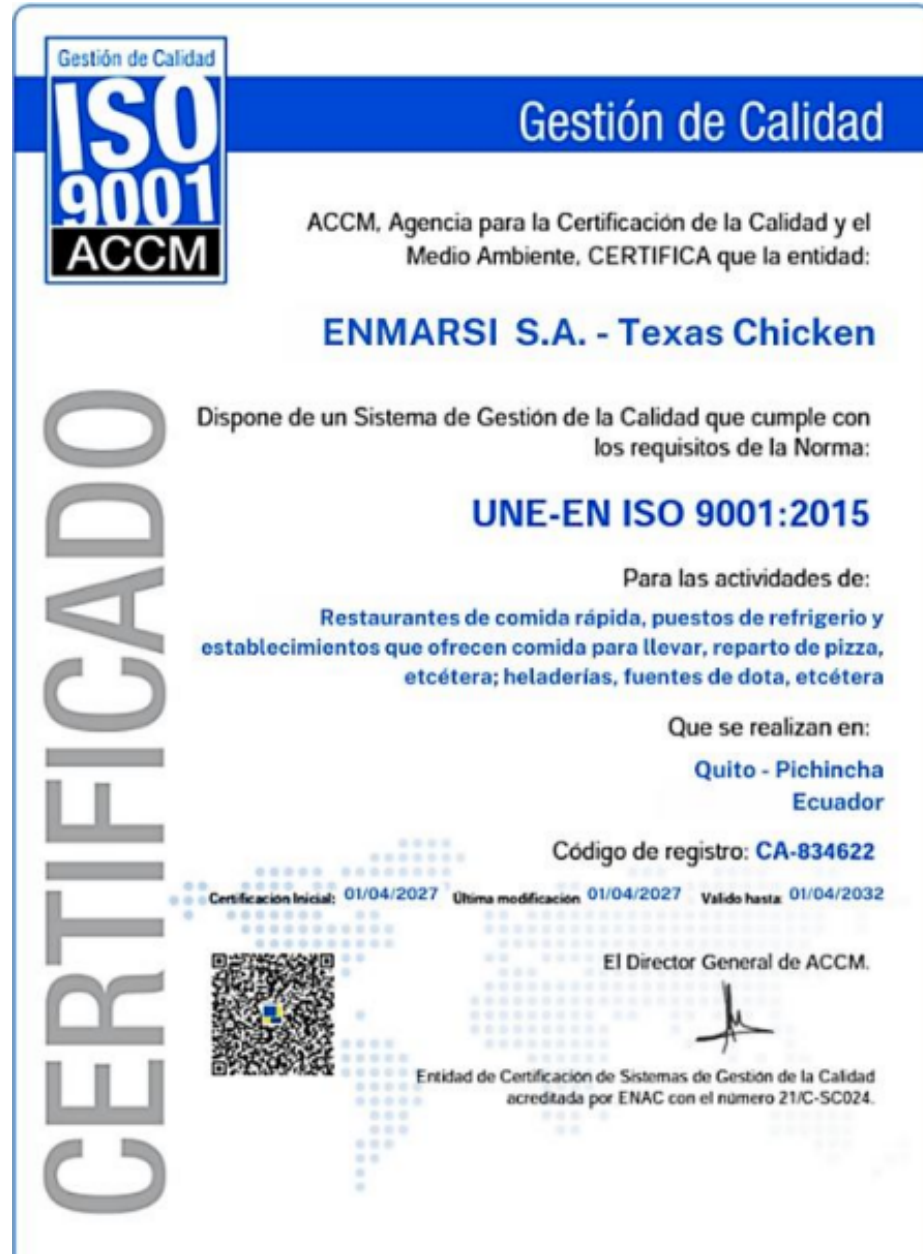 Gestión de Calidad
ISO
9001
ACCM
Gestión de Calidad
ACCM, Agencia para la Certificación de la Calidad y el
Medio Ambiente, CERTIFICA que la entidad:
ENMARSI S.A. - Texas Chicken
CERTIFICADO
Dispone de un Sistema de Gestión de la Calidad que cumple con
los requisitos de la Norma:
UNE-EN ISO 9001:2015
Para las actividades de:
Restaurantes de comida rápida, puestos de refrigerio y
establecimientos que ofrecen comida para llevar, reparto de pizza,
etcétera; heladerías, fuentes de dota, etcétera
Que se realizan en:
Quito - Pichincha
Ecuador
Código de registro: CA-834622
Certificación Inicial: 01/04/2027 Última modificación 01/04/2027 Valido hasta 01/04/2032
El Director General de ACCM.
Entidad de Certificación de Sistemas de Gestión de la Calidad
acreditada por ENAC con el número 21/C-SC024.